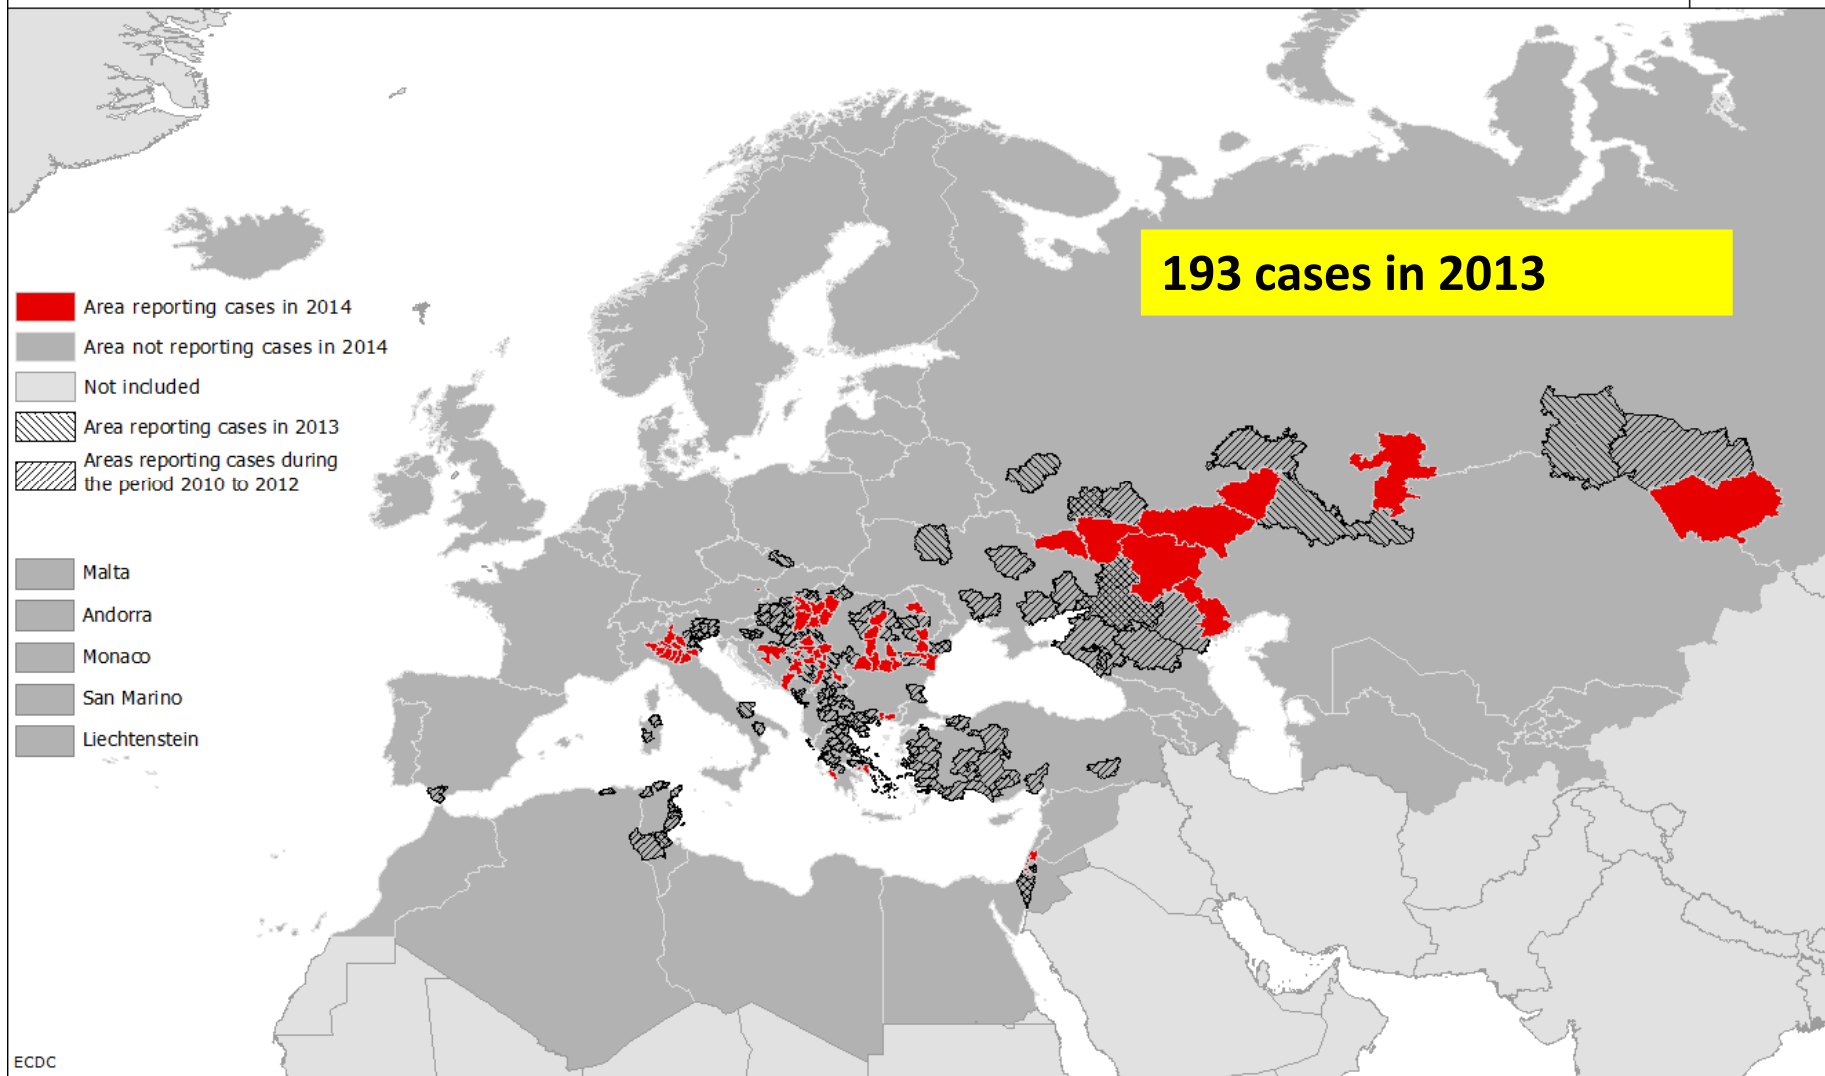 193 cases in 2013
Area reporting cases in 2014
Area not reporting cases in 2014
Not included
Area reporting cases in 2013
Areas reporting cases during
the period 2010 to 2012
Malta
Andorra
Monaco
San Marino
Liechtenstein
ECDC